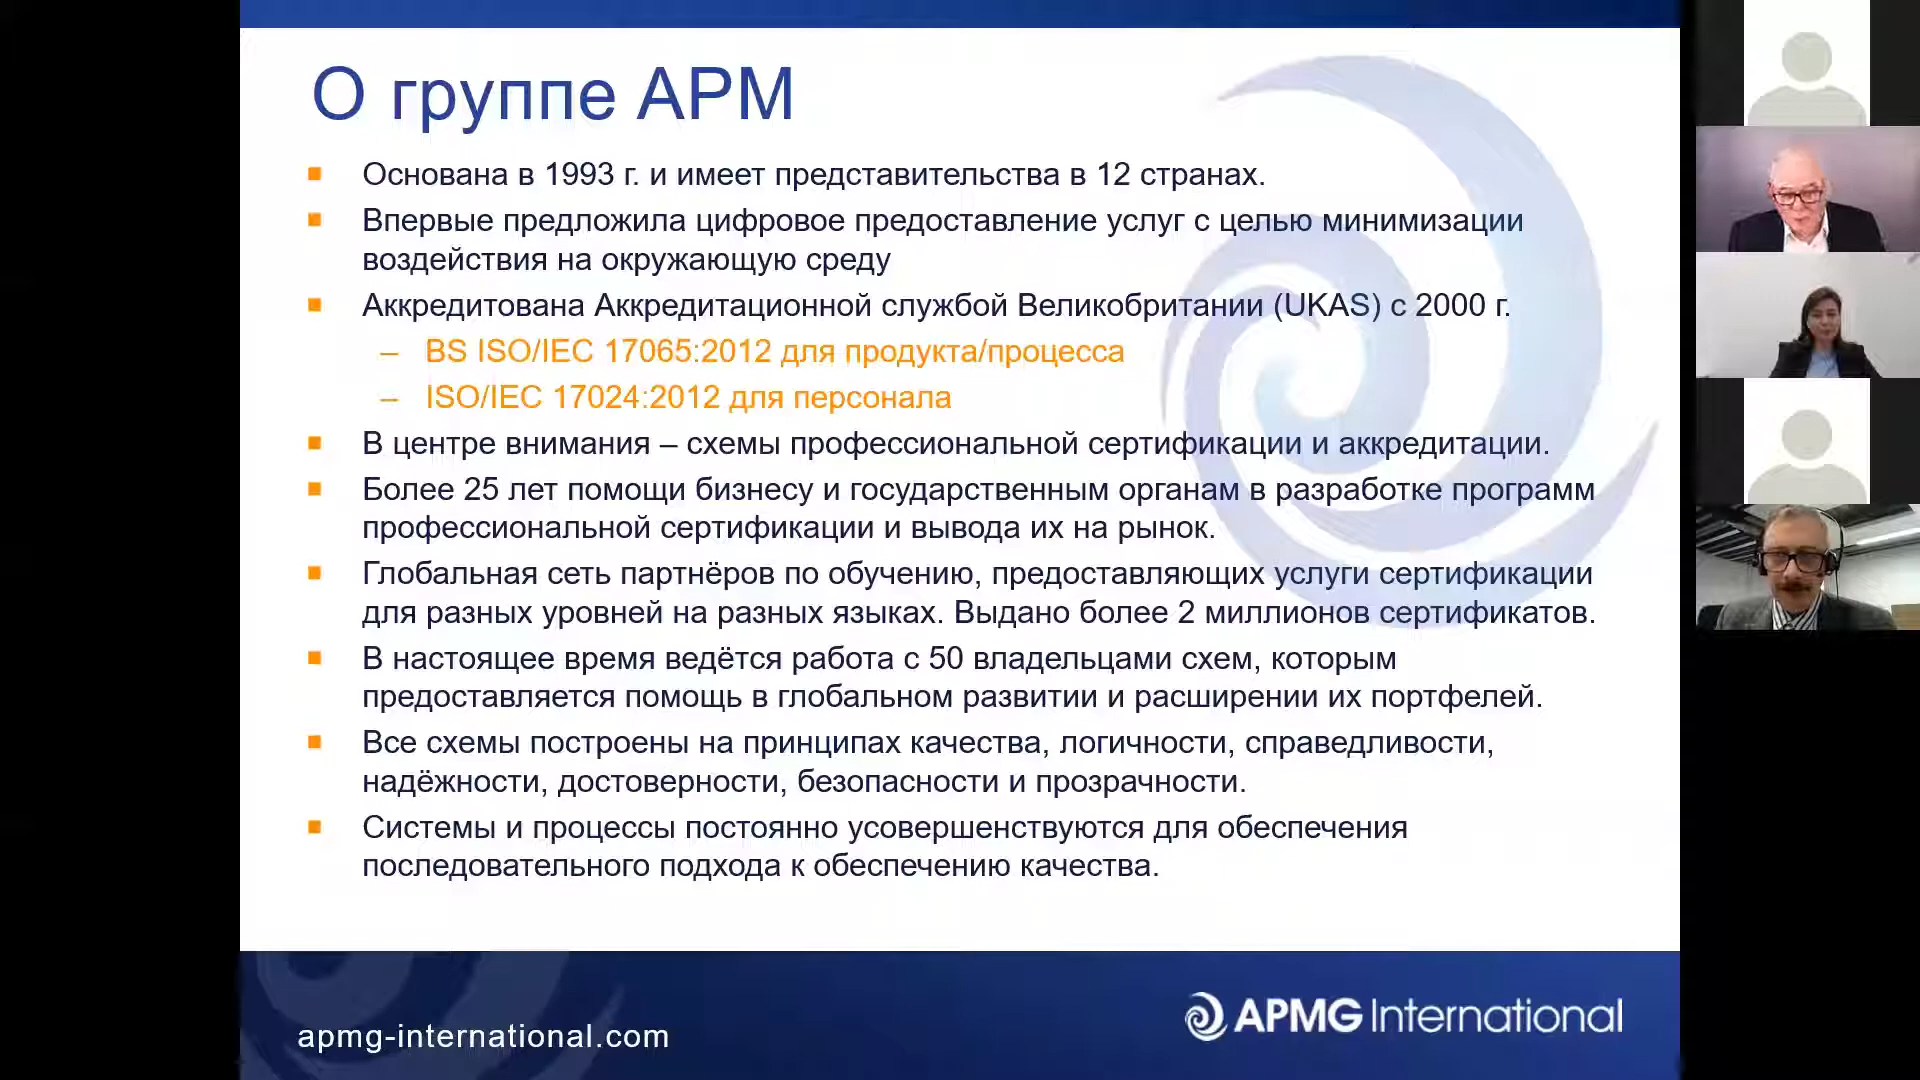 О группе APM
Основана в 1993 г. и имеет представительства в 12 странах.
Впервые предложила цифровое предоставление услуг с целью минимизации
воздействия на окружающую среду
Аккредитована Аккредитационной службой Великобритании (UKAS) с 2000 г.
– BS ISO/IEC 17065:2012 для продукта/процесса
– ISO/IEC 17024:2012 для персонала
В центре внимания – схемы профессиональной сертификации и аккредитации.
Более 25 лет помощи бизнесу и государственным органам в разработке программ
профессиональной сертификации и вывода их на рынок.
Глобальная сеть партнёров по обучению, предоставляющих услуги сертификации
для разных уровней на разных языках. Выдано более 2 миллионов сертификатов.
В настоящее время ведётся работа с 50 владельцами схем, которым
предоставляется помощь в глобальном развитии и расширении их портфелей.
Все схемы построены на принципах качества, логичности, справедливости,
надёжности, достоверности, безопасности и прозрачности.
Системы и процессы постоянно усовершенствуются для обеспечения
последовательного подхода к обеспечению качества.
apmg-international.com
APMG International